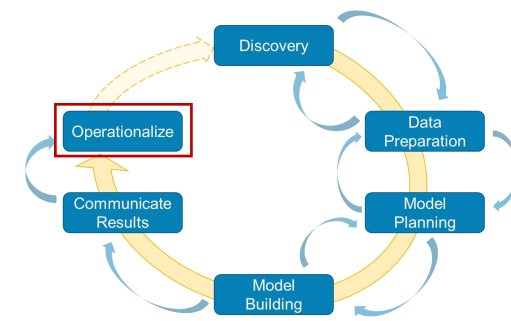 Discovery
Data
Preparation
Model
Planning
Model
Building
Communicate
Results
Operationalize